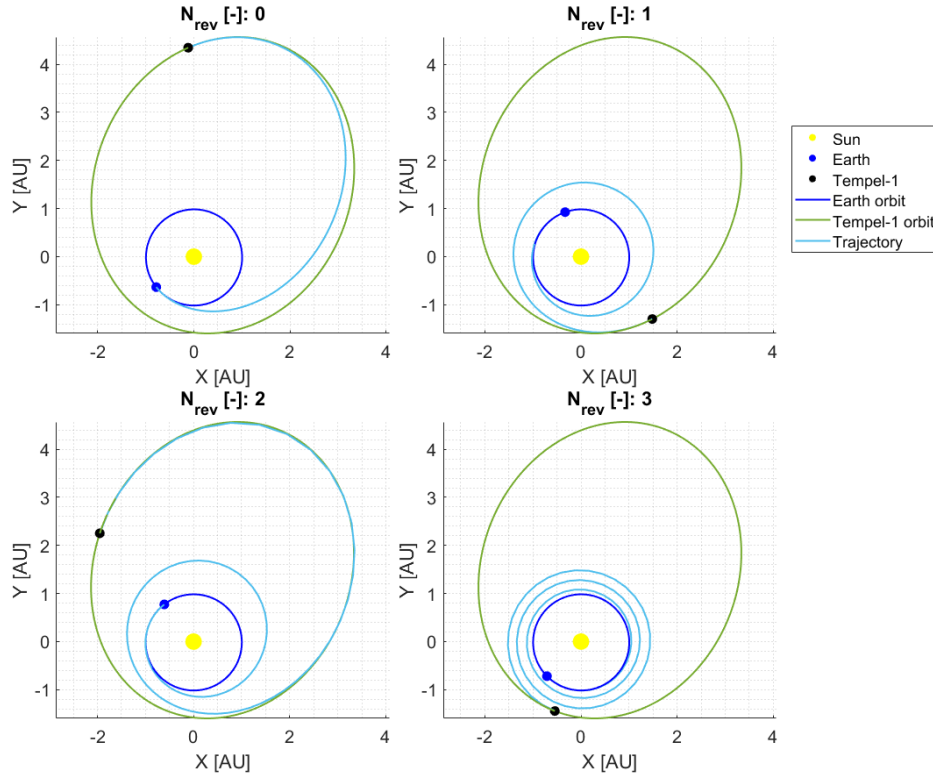 N_rev [-]: 0
4
3
2
1
0
-1
Y [AU]
-2
0
2
4
X [AU]
N_rev [-]: 1
4
3
2
1
0
-1
Y [AU]
-2
0
2
4
X [AU]
Sun
Earth
Tempel-1
Earth orbit
Tempel-1 orbit
Trajectory
N_rev [-]: 2
4
3
2
1
0
-1
Y [AU]
-2
0
2
4
X [AU]
N_rev [-]: 3
4
3
2
1
0
-1
Y [AU]
-2
0
2
4
X [AU]